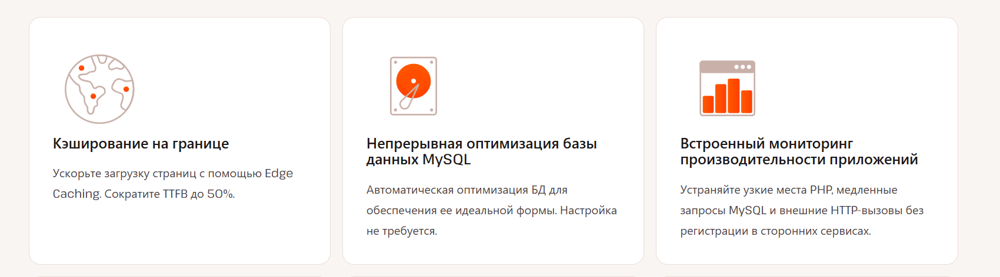 Кэширование на границе
Ускорьте загрузку страниц с помощью Edge
Caching. Сократите TTFB до 50%.
Непрерывная оптимизация базы
данных MySQL
Автоматическая оптимизация БД для
обеспечения ее идеальной формы. Настройка
не требуется.
Встроенный мониторинг
производительности приложений
Устраняйте узкие места PHP, медленные
запросы MySQL и внешние HTTP-вызовы без
регистрации в сторонних сервисах.